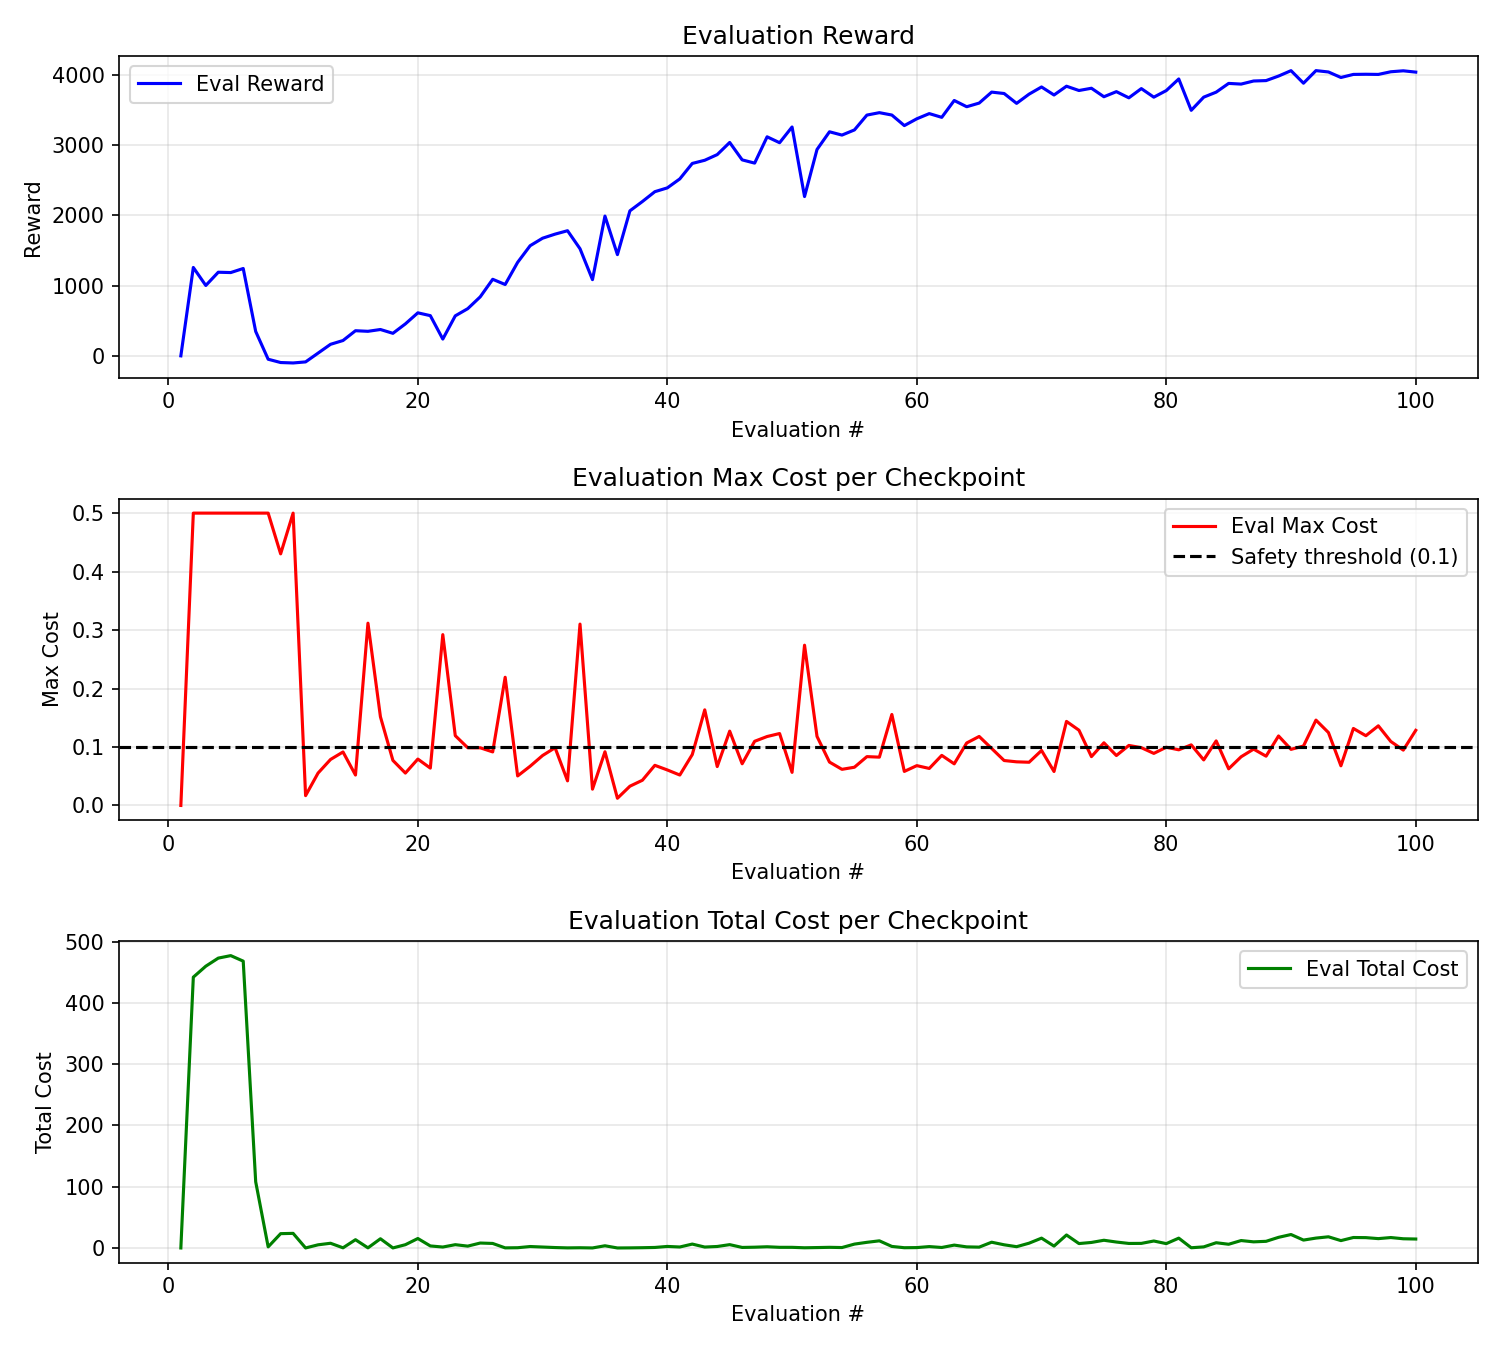 Evaluation Reward
Eval Reward
4000
3000
2000
1000
0
Reward
0 20 40 60 80 100
Evaluation #
Evaluation Max Cost per Checkpoint
Eval Max Cost
Safety threshold (0.1)
0.5
0.4
0.3
0.2
0.1
0.0
Max Cost
0 20 40 60 80 100
Evaluation #
Evaluation Total Cost per Checkpoint
Eval Total Cost
500
400
300
200
100
0
Total Cost
0 20 40 60 80 100
Evaluation #